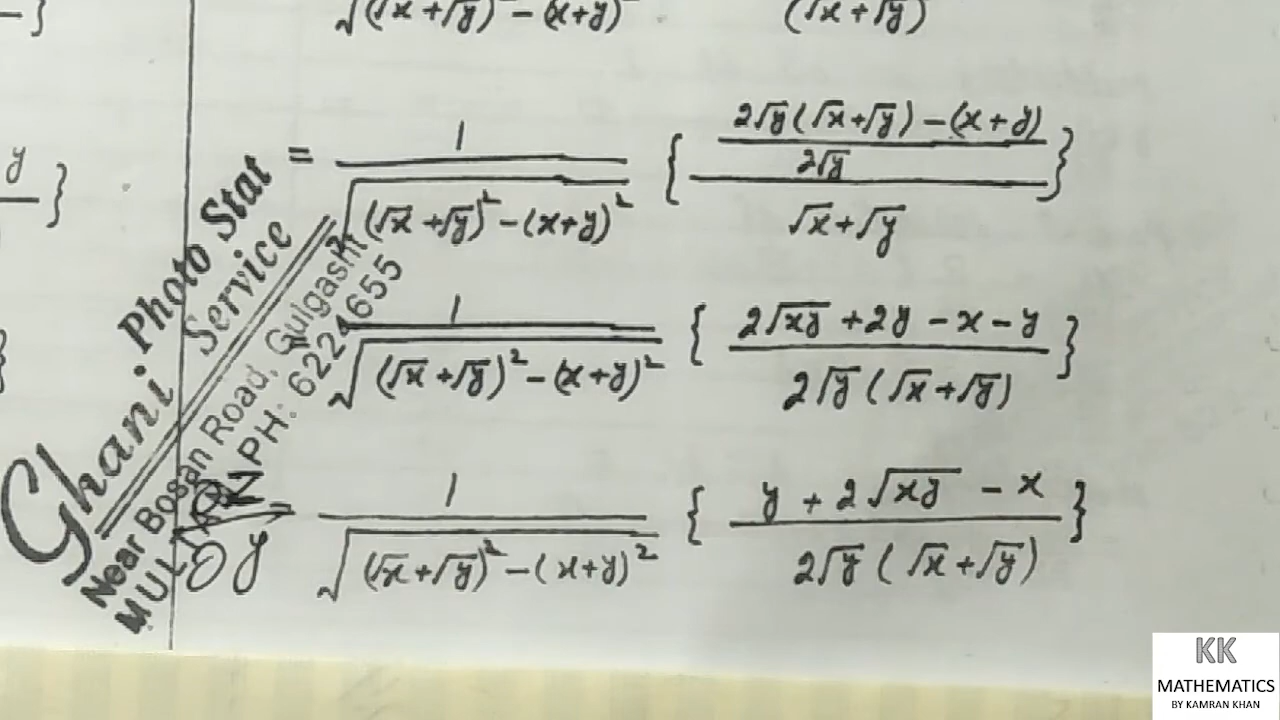 √(√x + √y)² − (x+y)² (√x + √y)
= 1 / √(√x + √y)² − (x+y)² { 2√y(√x+√y) − (x+y) / 2√y / √x + √y }
y }
1 / √(√x + √y)² − (x+y)² { 2√xy + 2y − x − y / 2√y (√x+√y) }
∂u / ∂y = 1 / √(√x+√y)² − (x+y)² { y + 2√xy − x / 2√y (√x+√y) }
Ghani Photo Stat
Service
Near Bosan Road, Gulgasht
MULTAN PH: 6224655
KK
MATHEMATICS
BY KAMRAN KHAN